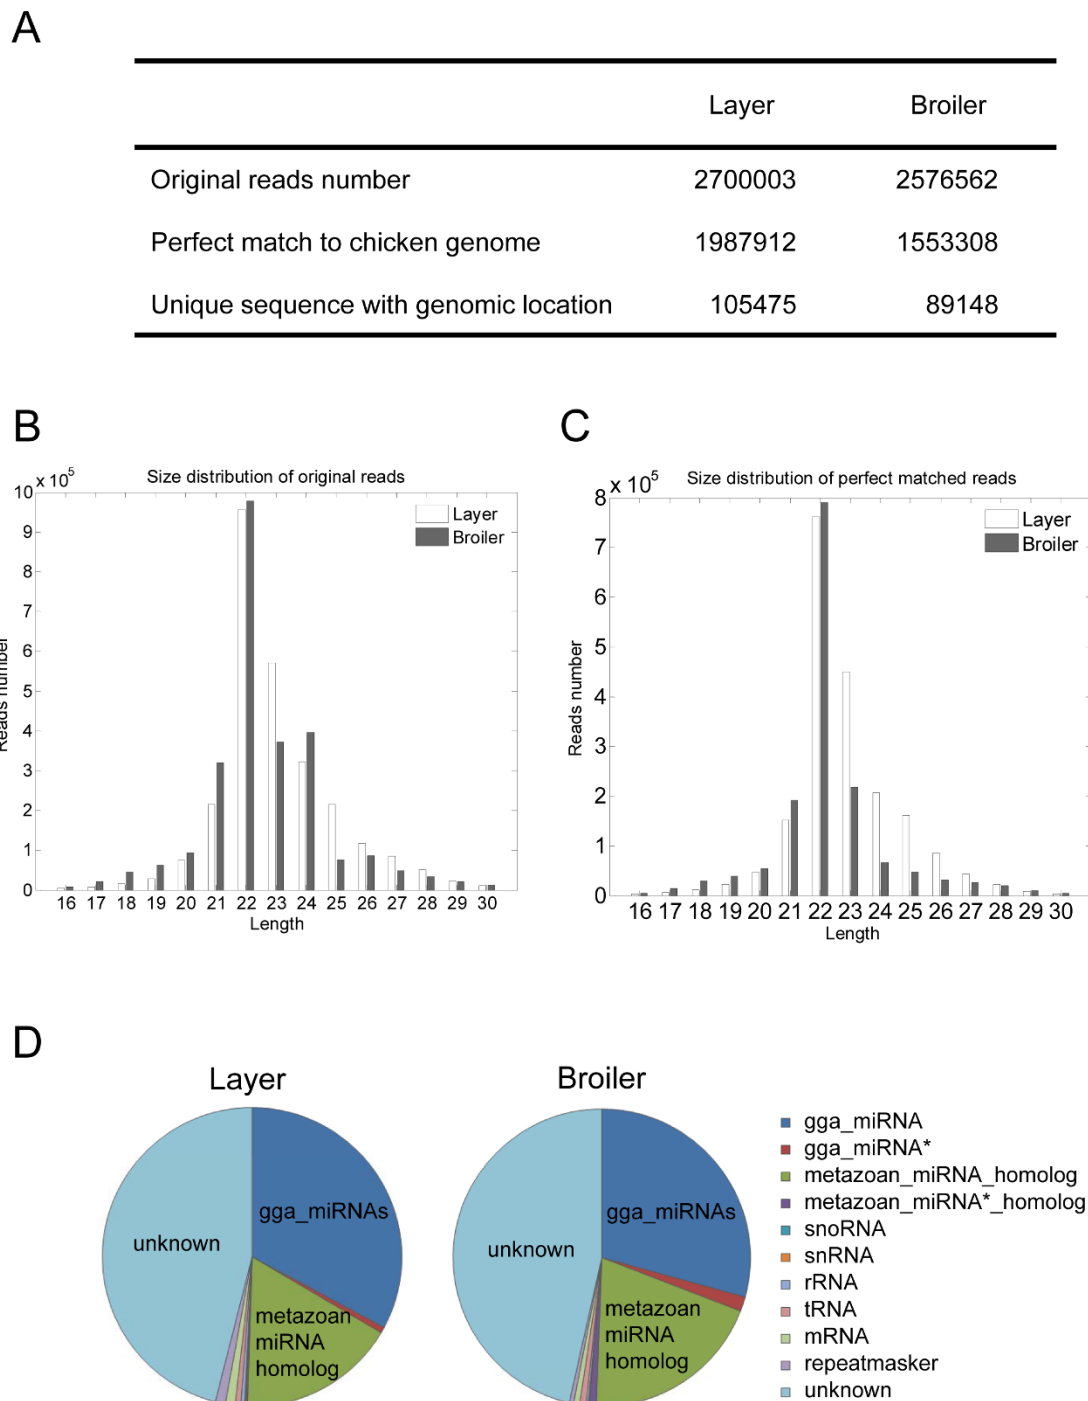 A
Layer Broiler
Original reads number 2700003 2576562
Perfect match to chicken genome 1987912 1553308
Unique sequence with genomic location 105475 89148
B
Size distribution of original reads
10 x 10^5
9
8
7
6
5
4
3
2
1
0
Reads number
Layer
Broiler
16 17 18 19 20 21 22 23 24 25 26 27 28 29 30
Length
C
Size distribution of perfect matched reads
8 x 10^5
7
6
5
4
3
2
1
0
Reads number
Layer
Broiler
16 17 18 19 20 21 22 23 24 25 26 27 28 29 30
Length
D
Layer
unknown
gga_miRNAs
metazoan
miRNA
homolog
Broiler
unknown
gga_miRNAs
metazoan
miRNA
homolog
gga_miRNA
gga_miRNA*
metazoan_miRNA_homolog
metazoan_miRNA*_homolog
snoRNA
snRNA
rRNA
tRNA
mRNA
repeatmasker
unknown